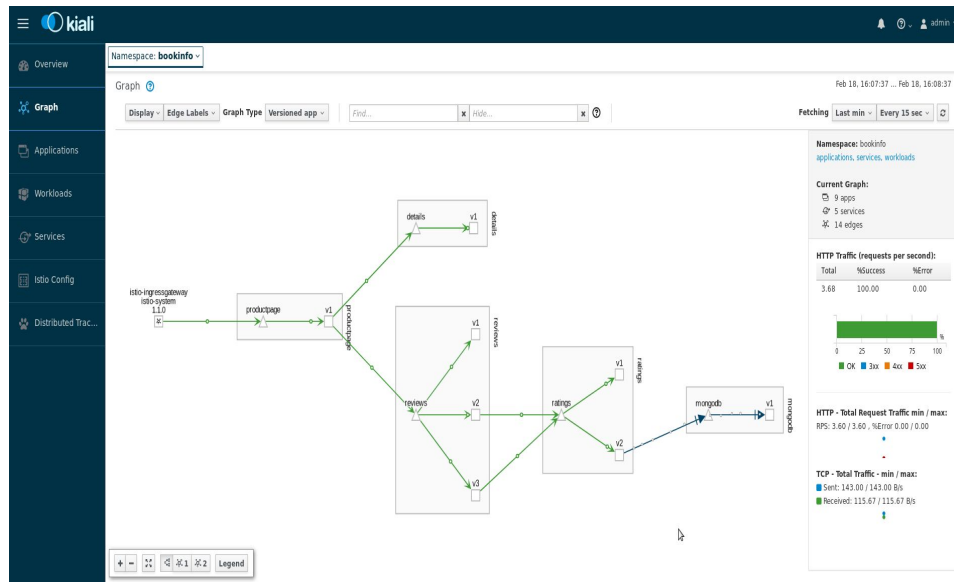 kiali
admin
Overview
Graph
Applications
Workloads
Services
Istio Config
Distributed Trac...
Namespace: bookinfo
Graph
Feb 18, 16:07:37 ... Feb 18, 16:08:37
Display Edge Labels Graph Type Versioned app Find... x Hide... x Fetching Last min Every 15 sec
istio-ingressgateway
istio-system
1.1.0
productpage
v1
productpage
details
v1
details
reviews
v1
v2
v3
reviews
ratings
v1
v2
ratings
mongodb
v1
mongodb
Namespace: bookinfo
applications, services, workloads
Current Graph:
9 apps
5 services
14 edges
HTTP Traffic (requests per second):
Total %Success %Error
3.68 100.00 0.00
%
0 25 50 75 100
OK 3xx 4xx 5xx
HTTP - Total Request Traffic min / max:
RPS: 3.60 / 3.60 , %Error 0.00 / 0.00
TCP - Total Traffic - min / max:
Sent: 143.00 / 143.00 B/s
Received: 115.67 / 115.67 B/s
+ − 1 2 Legend